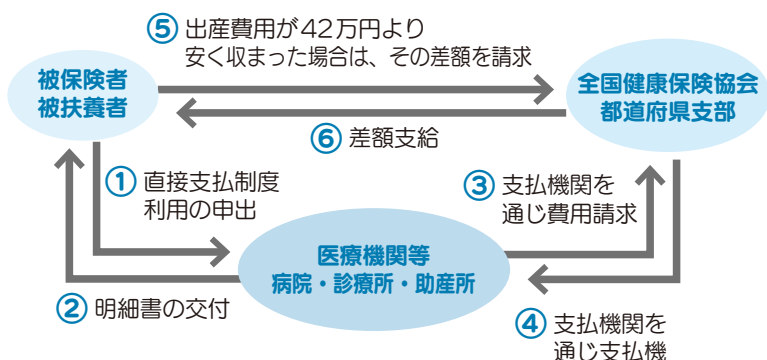 ⑤ 出産費用が42万円より
安く収まった場合は、その差額を請求
被保険者
被扶養者
全国健康保険協会
都道府県支部
⑥ 差額支給
① 直接支払制度
利用の申出
③ 支払機関を
通じ費用請求
医療機関等
病院・診療所・助産所
② 明細書の交付
④ 支払機関を
通じ支払機